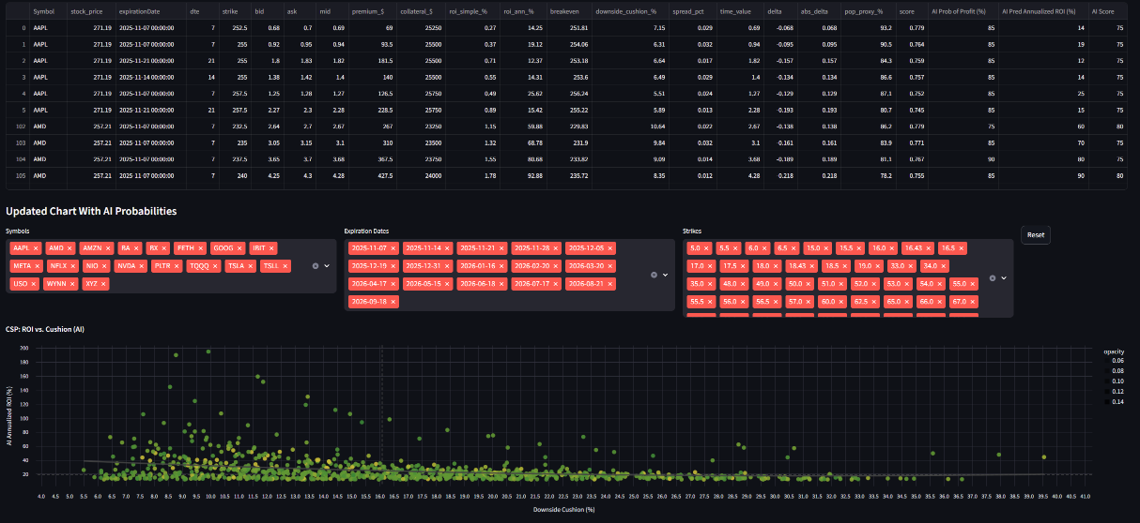 Symbol stock_price expirationDate dte strike bid ask mid premium_$ collateral_$ roi_simple_% roi_ann_% breakeven downside_cushion_% spread_pct time_value delta abs_delta pop_proxy_% score AI Prob of Profit (%) AI Pred Annualized ROI (%) AI Score
0 AAPL 271.19 2025-11-07 00:00:00 7 252.5 0.68 0.7 0.69 69 25250 0.27 14.25 251.81 7.15 0.029 0.69 -0.068 0.068 93.2 0.779 85 14 75
1 AAPL 271.19 2025-11-07 00:00:00 7 255 0.92 0.95 0.94 93.5 25500 0.37 19.12 254.06 6.31 0.032 0.94 -0.095 0.095 90.5 0.764 85 19 75
2 AAPL 271.19 2025-11-21 00:00:00 21 255 1.8 1.83 1.82 181.5 25500 0.71 12.37 253.18 6.64 0.017 1.82 -0.157 0.157 84.3 0.759 85 12 75
3 AAPL 271.19 2025-11-14 00:00:00 14 255 1.38 1.42 1.4 140 25500 0.55 14.31 253.6 6.49 0.029 1.4 -0.134 0.134 86.6 0.757 85 14 75
4 AAPL 271.19 2025-11-07 00:00:00 7 257.5 1.25 1.28 1.27 126.5 25750 0.49 25.62 256.24 5.51 0.024 1.27 -0.129 0.129 87.1 0.752 85 25 75
5 AAPL 271.19 2025-11-21 00:00:00 21 257.5 2.27 2.3 2.28 228.5 25750 0.89 15.42 255.22 5.89 0.013 2.28 -0.193 0.193 80.7 0.745 85 15 75
102 AMD 257.21 2025-11-07 00:00:00 7 232.5 2.64 2.7 2.67 267 23250 1.15 59.88 229.83 10.64 0.022 2.67 -0.138 0.138 86.2 0.779 75 60 80
103 AMD 257.21 2025-11-07 00:00:00 7 235 3.05 3.15 3.1 310 23500 1.32 68.78 231.9 9.84 0.032 3.1 -0.161 0.161 83.9 0.771 85 70 75
104 AMD 257.21 2025-11-07 00:00:00 7 237.5 3.65 3.7 3.68 367.5 23750 1.55 80.68 233.82 9.09 0.014 3.68 -0.189 0.189 81.1 0.767 90 80 75
105 AMD 257.21 2025-11-07 00:00:00 7 240 4.25 4.3 4.28 427.5 24000 1.78 92.88 235.72 8.35 0.012 4.28 -0.218 0.218 78.2 0.755 85 90 80
Updated Chart With AI Probabilities
Symbols
AAPL × AMD × AMZN × BA × BX × FETH × GOOG × IBIT ×
META × NFLX × NIO × NVDA × PLTR × TQQQ × TSLA × TSLL ×
USO × WYNN × XYZ ×
Expiration Dates
2025-11-07 × 2025-11-14 × 2025-11-21 × 2025-11-28 × 2025-12-05 ×
2025-12-19 × 2025-12-31 × 2026-01-16 × 2026-02-20 × 2026-03-20 ×
2026-04-17 × 2026-05-15 × 2026-06-18 × 2026-07-17 × 2026-08-21 ×
2026-09-18 ×
Strikes
5.0 × 5.5 × 6.0 × 6.5 × 15.0 × 15.5 × 16.0 × 16.43 × 16.5 ×
17.0 × 17.5 × 18.0 × 18.43 × 18.5 × 19.0 × 33.0 × 34.0 ×
35.0 × 48.0 × 49.0 × 50.0 × 51.0 × 52.0 × 53.0 × 54.0 × 55.0 ×
55.5 × 56.0 × 56.5 × 57.0 × 60.0 × 62.5 × 65.0 × 66.0 × 67.0 ×
Reset
CSP: ROI vs. Cushion (AI)
AI Annualized ROI (%)
200
180
160
140
120
100
80
60
40
20
4.0 4.5 5.0 5.5 6.0 6.5 7.0 7.5 8.0 8.5 9.0 9.5 10.0 10.5 11.0 11.5 12.0 12.5 13.0 13.5 14.0 14.5 15.0 15.5 16.0 16.5 17.0 17.5 18.0 18.5 19.0 19.5 20.0 20.5 21.0 21.5 22.0 22.5 23.0 23.5 24.0 24.5 25.0 25.5 26.0 26.5 27.0 27.5 28.0 28.5 29.0 29.5 30.0 30.5 31.0 31.5 32.0 32.5 33.0 33.5 34.0 34.5 35.0 35.5 36.0 36.5 37.0 37.5 38.0 38.5 39.0 39.5 40.0 40.5 41.0
Downside Cushion (%)
opacity
0.06
0.08
0.10
0.12
0.14